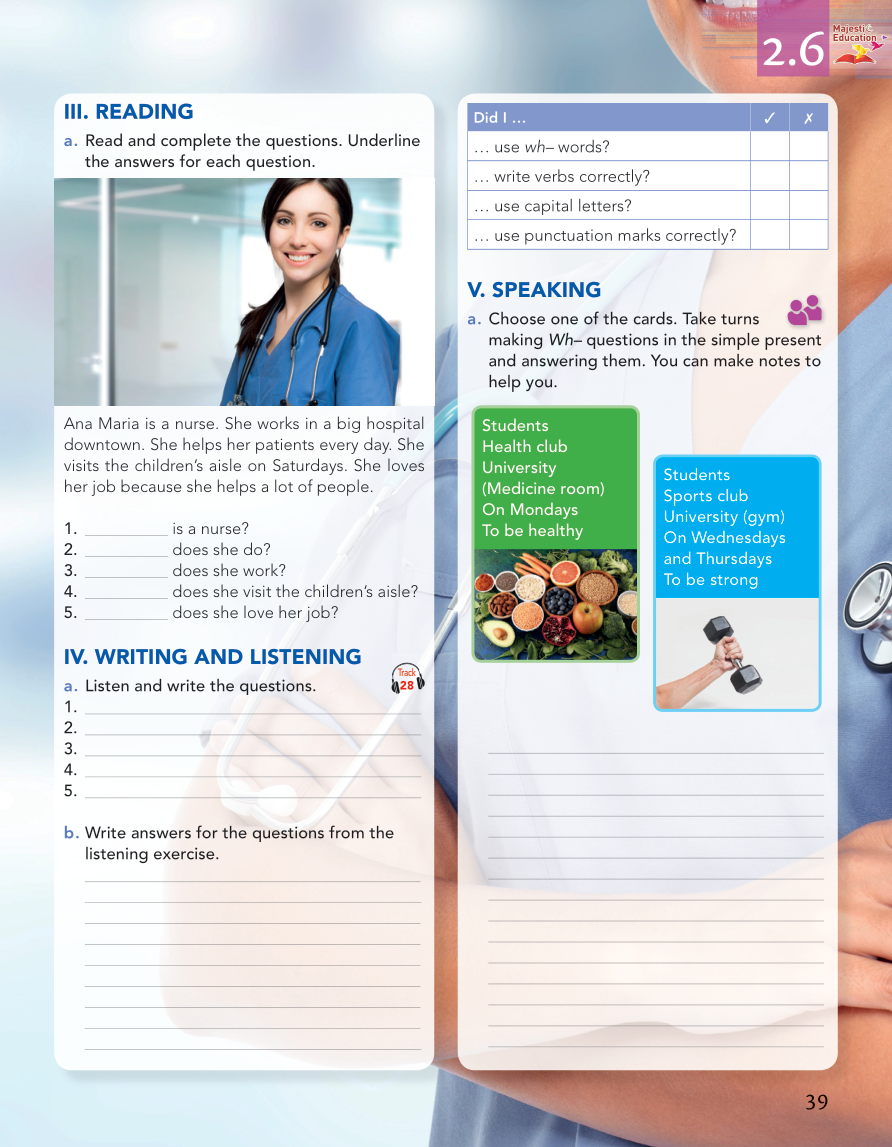 2.6
Majestic
Education
III. READING
a. Read and complete the questions. Underline
the answers for each question.
Ana Maria is a nurse. She works in a big hospital
downtown. She helps her patients every day. She
visits the children's aisle on Saturdays. She loves
her job because she helps a lot of people.
1. __________ is a nurse?
2. __________ does she do?
3. __________ does she work?
4. __________ does she visit the children's aisle?
5. __________ does she love her job?
IV. WRITING AND LISTENING
Track
28
a. Listen and write the questions.
1.
2.
3.
4.
5.
b. Write answers for the questions from the
listening exercise.
Did I … ✓ ✗
… use wh– words?
… write verbs correctly?
… use capital letters?
… use punctuation marks correctly?
V. SPEAKING
a. Choose one of the cards. Take turns
making Wh– questions in the simple present
and answering them. You can make notes to
help you.
Students
Health club
University
(Medicine room)
On Mondays
To be healthy
Students
Sports club
University (gym)
On Wednesdays
and Thursdays
To be strong
39